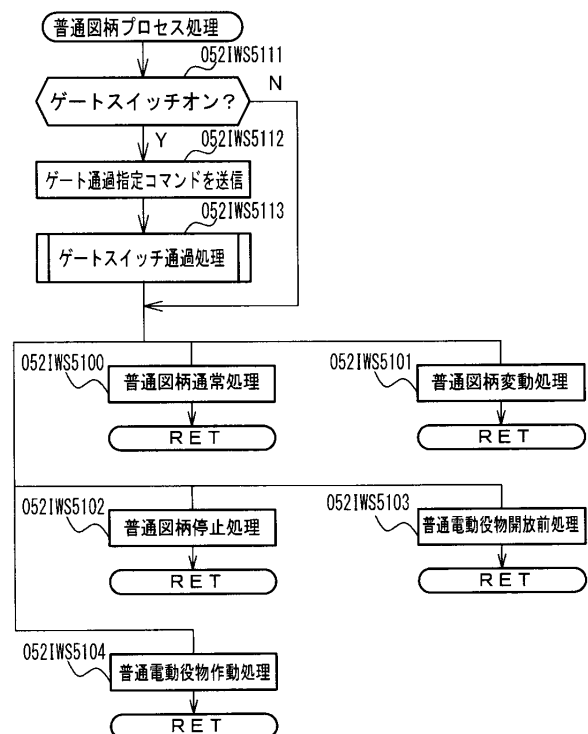 普通図柄プロセス処理
052IWS5111
ゲートスイッチオン？
N
Y
052IWS5112
ゲート通過指定コマンドを送信
052IWS5113
ゲートスイッチ通過処理
052IWS5100
普通図柄通常処理
RET
052IWS5101
普通図柄変動処理
RET
052IWS5102
普通図柄停止処理
RET
052IWS5103
普通電動役物開放前処理
RET
052IWS5104
普通電動役物作動処理
RET